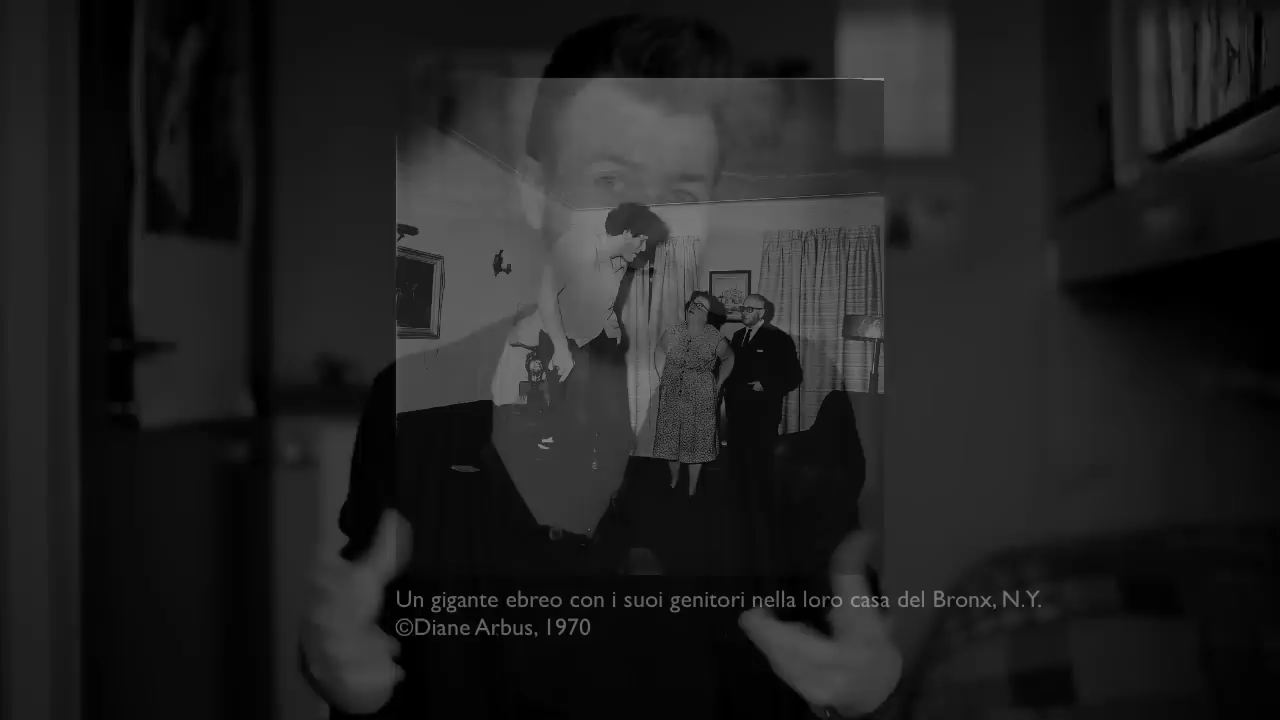 Un gigante ebreo con i suoi genitori nella loro casa del Bronx, N.Y.
©Diane Arbus, 1970